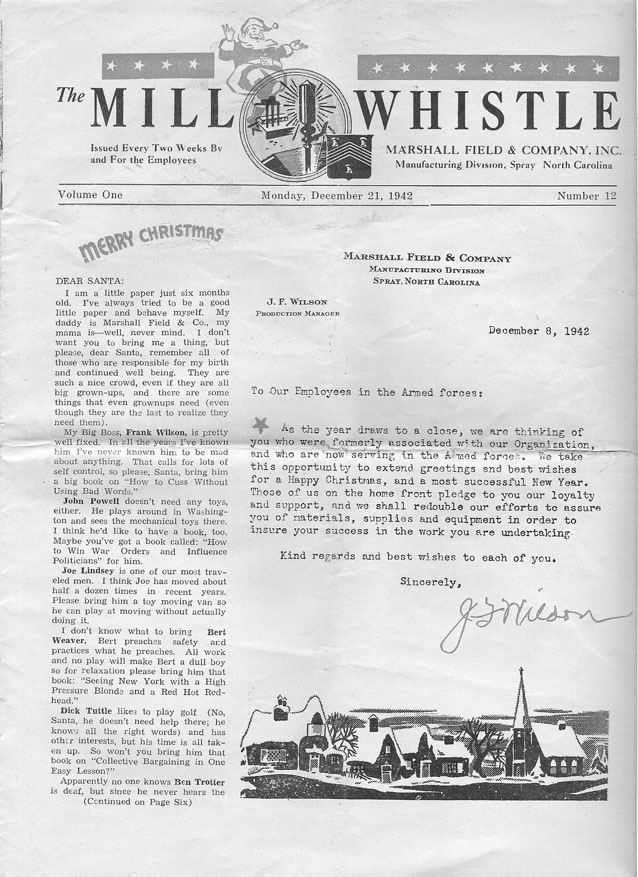 The MILL WHISTLE
Issued Every Two Weeks By
and For the Employees
MARSHALL FIELD & COMPANY, INC.
Manufacturing Division, Spray North Carolina
Volume One Monday, December 21, 1942 Number 12
MERRY CHRISTMAS
DEAR SANTA:
I am a little paper just six months
old. I've always tried to be a good
little paper and behave myself. My
daddy is Marshall Field & Co., my
mama is—well, never mind. I don't
want you to bring me a thing, but
please, dear Santa, remember all of
those who are responsible for my birth
and continued well being. They are
such a nice crowd, even if they are all
big grown-ups, and there are some
things that even grownups need (even
though they are the last to realize they
need them).
My Big Boss, Frank Wilson, is pretty
well fixed. In all the years I've known
him I've never known him to be mad
about anything. That calls for lots of
self control, so please, Santa, bring him
a big book on "How to Cuss Without
Using Bad Words."
John Powell doesn't need any toys,
either. He plays around in Washing-
ton and sees the mechanical toys there.
I think he'd like to have a book, too.
Maybe you've got a book called: "How
to Win War Orders and Influence
Politicians" for him.
Joe Lindsey is one of our most trav-
eled men. I think Joe has moved about
half a dozen times in recent years.
Please bring him a toy moving van so
he can play at moving without actually
doing it.
I don't know what to bring Bert
Weaver. Bert preaches safety and
practices what he preaches. All work
and no play will make Bert a dull boy
so for relaxation please bring him that
book: "Seeing New York with a High
Pressure Blonde and a Red Hot Red-
head."
Dick Tuttle likes to play golf (No,
Santa, he doesn't need help there; he
knows all the right words) and has
other interests, but his time is all tak-
en up. So won't you bring him that
book on "Collective Bargaining in One
Easy Lesson?"
Apparently no one knows Ben Trotter
is deaf, but since he never hears the
(Continued on Page Six)
MARSHALL FIELD & COMPANY
MANUFACTURING DIVISION
SPRAY, NORTH CAROLINA
J. F. WILSON
PRODUCTION MANAGER
December 8, 1942
To Our Employees in the Armed forces:
As the year draws to a close, we are thinking of
you who were formerly associated with our Organization,
and who are now serving in the Armed forces. We take
this opportunity to extend greetings and best wishes
for a Happy Christmas, and a most successful New Year.
Those of us on the home front pledge to you our loyalty
and support, and we shall redouble our efforts to assure
you of materials, supplies and equipment in order to
insure your success in the work you are undertaking.
Kind regards and best wishes to each of you.
Sincerely,
J F Wilson